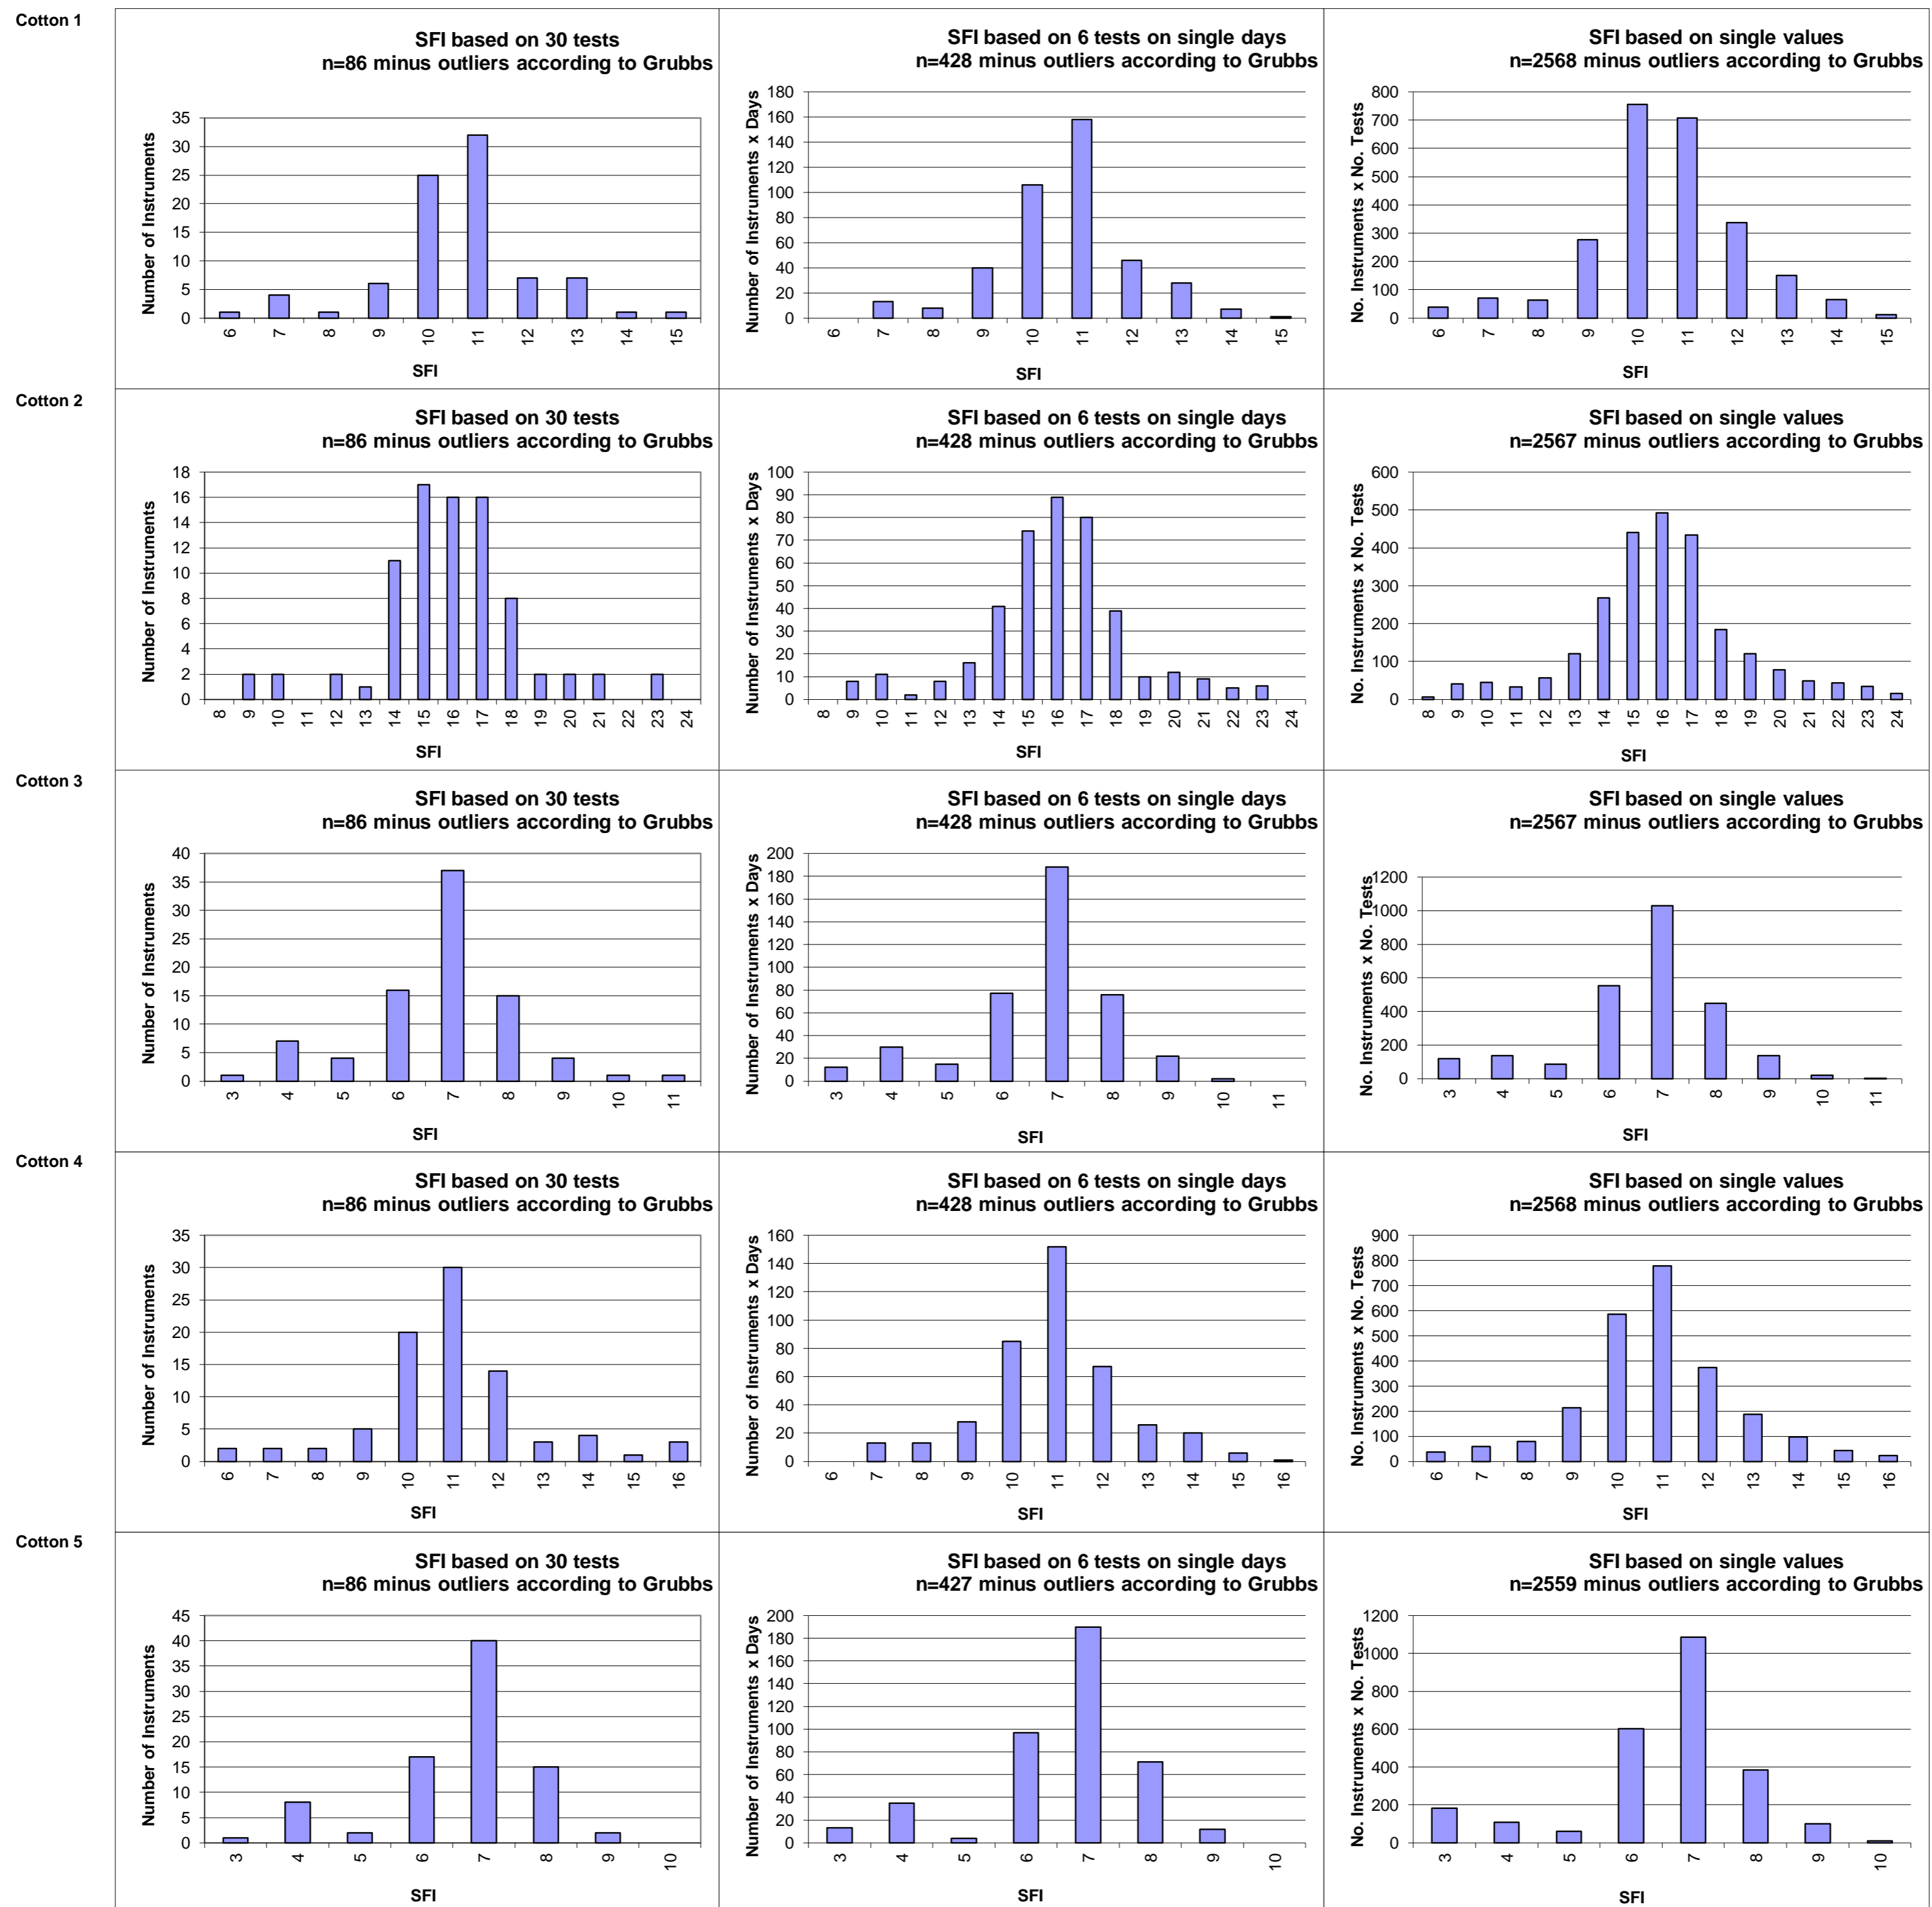 Cotton 1
SFI based on 30 tests
n=86 minus outliers according to Grubbs
Number of Instruments
35
30
25
20
15
10
5
0
6 7 8 9 10 11 12 13 14 15
SFI
SFI based on 6 tests on single days
n=428 minus outliers according to Grubbs
Number of Instruments x Days
180
160
140
120
100
80
60
40
20
0
6 7 8 9 10 11 12 13 14 15
SFI
SFI based on single values
n=2568 minus outliers according to Grubbs
No. Instruments x No. Tests
800
700
600
500
400
300
200
100
0
6 7 8 9 10 11 12 13 14 15
SFI
Cotton 2
SFI based on 30 tests
n=86 minus outliers according to Grubbs
Number of Instruments
18
16
14
12
10
8
6
4
2
0
8 9 10 11 12 13 14 15 16 17 18 19 20 21 22 23 24
SFI
SFI based on 6 tests on single days
n=428 minus outliers according to Grubbs
Number of Instruments x Days
100
90
80
70
60
50
40
30
20
10
0
8 9 10 11 12 13 14 15 16 17 18 19 20 21 22 23 24
SFI
SFI based on single values
n=2567 minus outliers according to Grubbs
No. Instruments x No. Tests
600
500
400
300
200
100
0
8 9 10 11 12 13 14 15 16 17 18 19 20 21 22 23 24
SFI
Cotton 3
SFI based on 30 tests
n=86 minus outliers according to Grubbs
Number of Instruments
40
35
30
25
20
15
10
5
0
3 4 5 6 7 8 9 10 11
SFI
SFI based on 6 tests on single days
n=428 minus outliers according to Grubbs
Number of Instruments x Days
200
180
160
140
120
100
80
60
40
20
0
3 4 5 6 7 8 9 10 11
SFI
SFI based on single values
n=2567 minus outliers according to Grubbs
No. Instruments x No. Tests
1200
1000
800
600
400
200
0
3 4 5 6 7 8 9 10 11
SFI
Cotton 4
SFI based on 30 tests
n=86 minus outliers according to Grubbs
Number of Instruments
35
30
25
20
15
10
5
0
6 7 8 9 10 11 12 13 14 15 16
SFI
SFI based on 6 tests on single days
n=428 minus outliers according to Grubbs
Number of Instruments x Days
160
140
120
100
80
60
40
20
0
6 7 8 9 10 11 12 13 14 15 16
SFI
SFI based on single values
n=2568 minus outliers according to Grubbs
No. Instruments x No. Tests
900
800
700
600
500
400
300
200
100
0
6 7 8 9 10 11 12 13 14 15 16
SFI
Cotton 5
SFI based on 30 tests
n=86 minus outliers according to Grubbs
Number of Instruments
45
40
35
30
25
20
15
10
5
0
3 4 5 6 7 8 9 10
SFI
SFI based on 6 tests on single days
n=427 minus outliers according to Grubbs
Number of Instruments x Days
200
180
160
140
120
100
80
60
40
20
0
3 4 5 6 7 8 9 10
SFI
SFI based on single values
n=2559 minus outliers according to Grubbs
No. Instruments x No. Tests
1200
1000
800
600
400
200
0
3 4 5 6 7 8 9 10
SFI